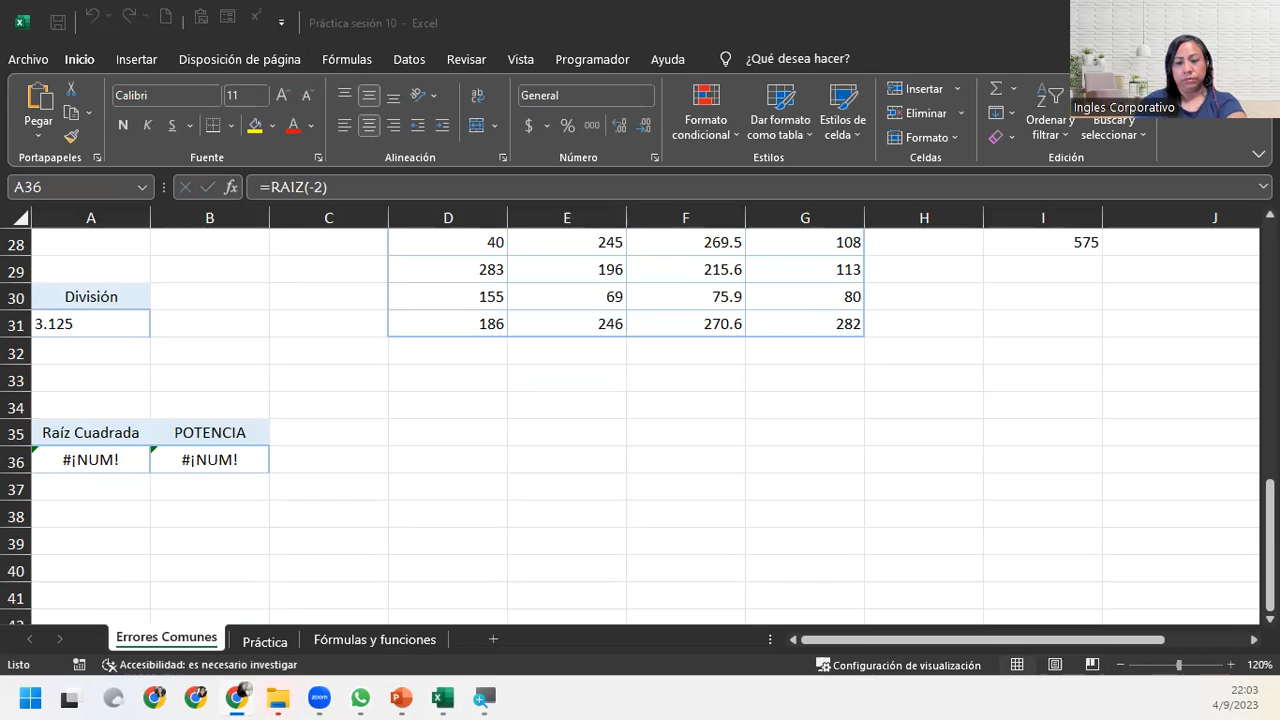 Práctica sesión 10 - Excel
Archivo Inicio Insertar Disposición de página Fórmulas Ayuda ¿Qué desea hacer?
Ingles Corporativo
Pegar
Calibri 11
N K S
General
Formato condicional
Dar formato como tabla
Estilos de celda
Insertar
Eliminar
Formato
Ordenar y filtrar
Buscar y seleccionar
Portapapeles Fuente Alineación Número Estilos Celdas Edición
A36 fx =RAIZ(-2)
A B C D E F G H I J
28 40 245 269.5 108 575
29 283 196 215.6 113
30 División 155 69 75.9 80
31 3.125 186 246 270.6 282
32
33
34
35 Raíz Cuadrada POTENCIA
36 #¡NUM! #¡NUM!
37
38
39
40
41
Errores Comunes Práctica Fórmulas y funciones
Listo Accesibilidad: es necesario investigar Configuración de visualización 120%
zoom
22:03
4/9/2023